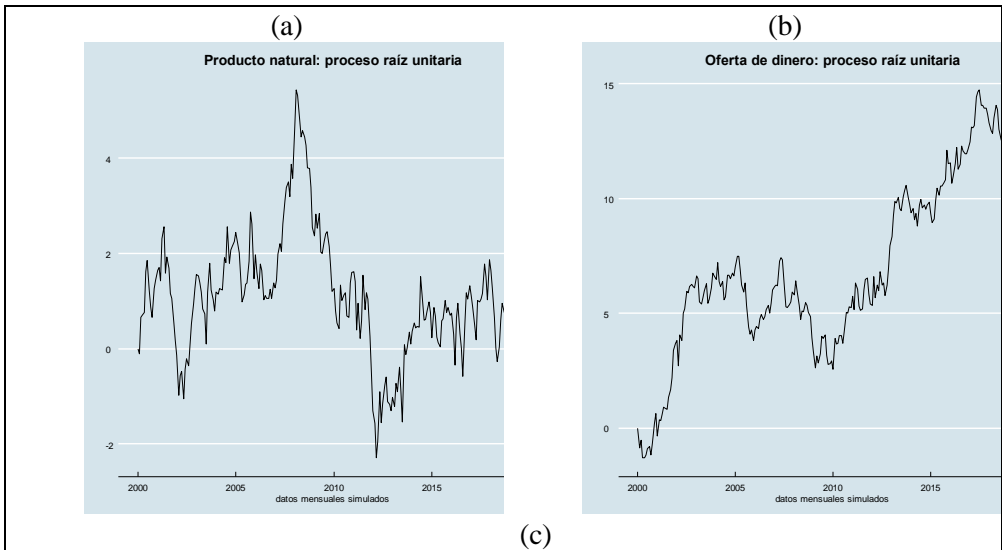 (a) (b)
Producto natural: proceso raíz unitaria
4
2
0
-2
2000 2005 2010 2015
datos mensuales simulados
Oferta de dinero: proceso raíz unitaria
15
10
5
0
2000 2005 2010 2015
datos mensuales simulados
(c)